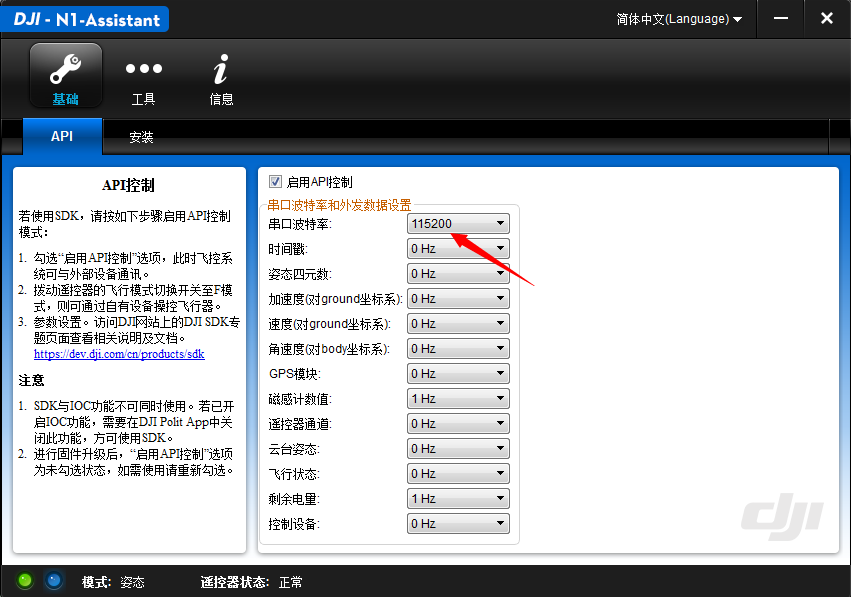 DJI - N1-Assistant
简体中文(Language)
基础
工具
信息
API
安装
API控制
若使用SDK，请按如下步骤启用API控制
模式：
1. 勾选“启用API控制”选项，此时飞控系
统可与外部设备通讯。
2. 拨动遥控器的飞行模式切换开关至F模
式，则可通过自有设备操控飞行器。
3. 参数设置。访问DJI网站上的DJI SDK专
题页面查看相关说明及文档。
https://dev.dji.com/cn/products/sdk
注意
1. SDK与IOC功能不可同时使用。若已开
启IOC功能，需要在DJI Polit App中关
闭此功能，方可使用SDK。
2. 进行固件升级后，“启用API控制”选项
为未勾选状态，如需使用请重新勾选。
启用API控制
串口波特率和外发数据设置
串口波特率: 115200
时间戳: 0 Hz
姿态四元数: 0 Hz
加速度(对ground坐标系): 0 Hz
速度(对ground坐标系): 0 Hz
角速度(对body坐标系): 0 Hz
GPS模块: 0 Hz
磁感计数值: 1 Hz
遥控器通道: 0 Hz
云台姿态: 0 Hz
飞行状态: 0 Hz
剩余电量: 1 Hz
控制设备: 0 Hz
dji
模式: 姿态 遥控器状态: 正常